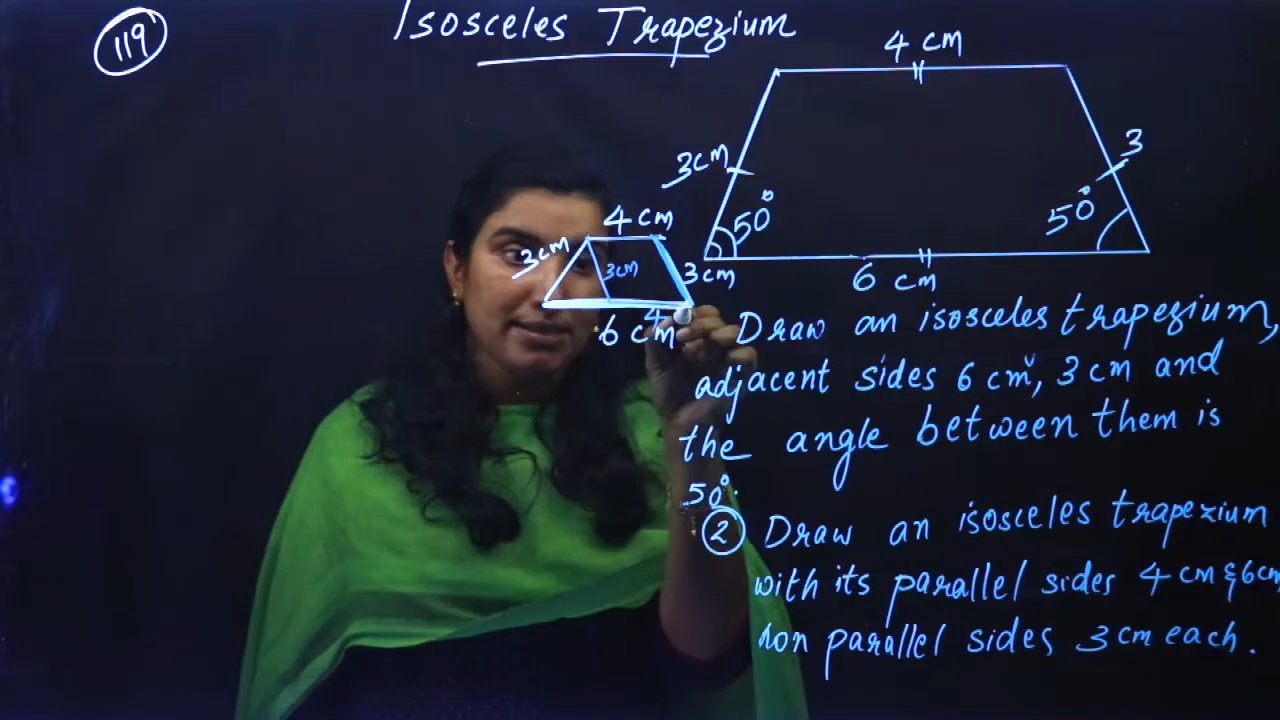 119
Isosceles Trapezium
4 cm
3cm
3
50°
50°
6 cm
4 cm
3cm
3cm
3cm
4
6 cm
Draw an isosceles trapezium,
adjacent sides 6 cm, 3 cm and
the angle between them is
50°.
2 Draw an isosceles trapezium
with its parallel sides 4 cm & 6cm
non parallel sides 3 cm each.